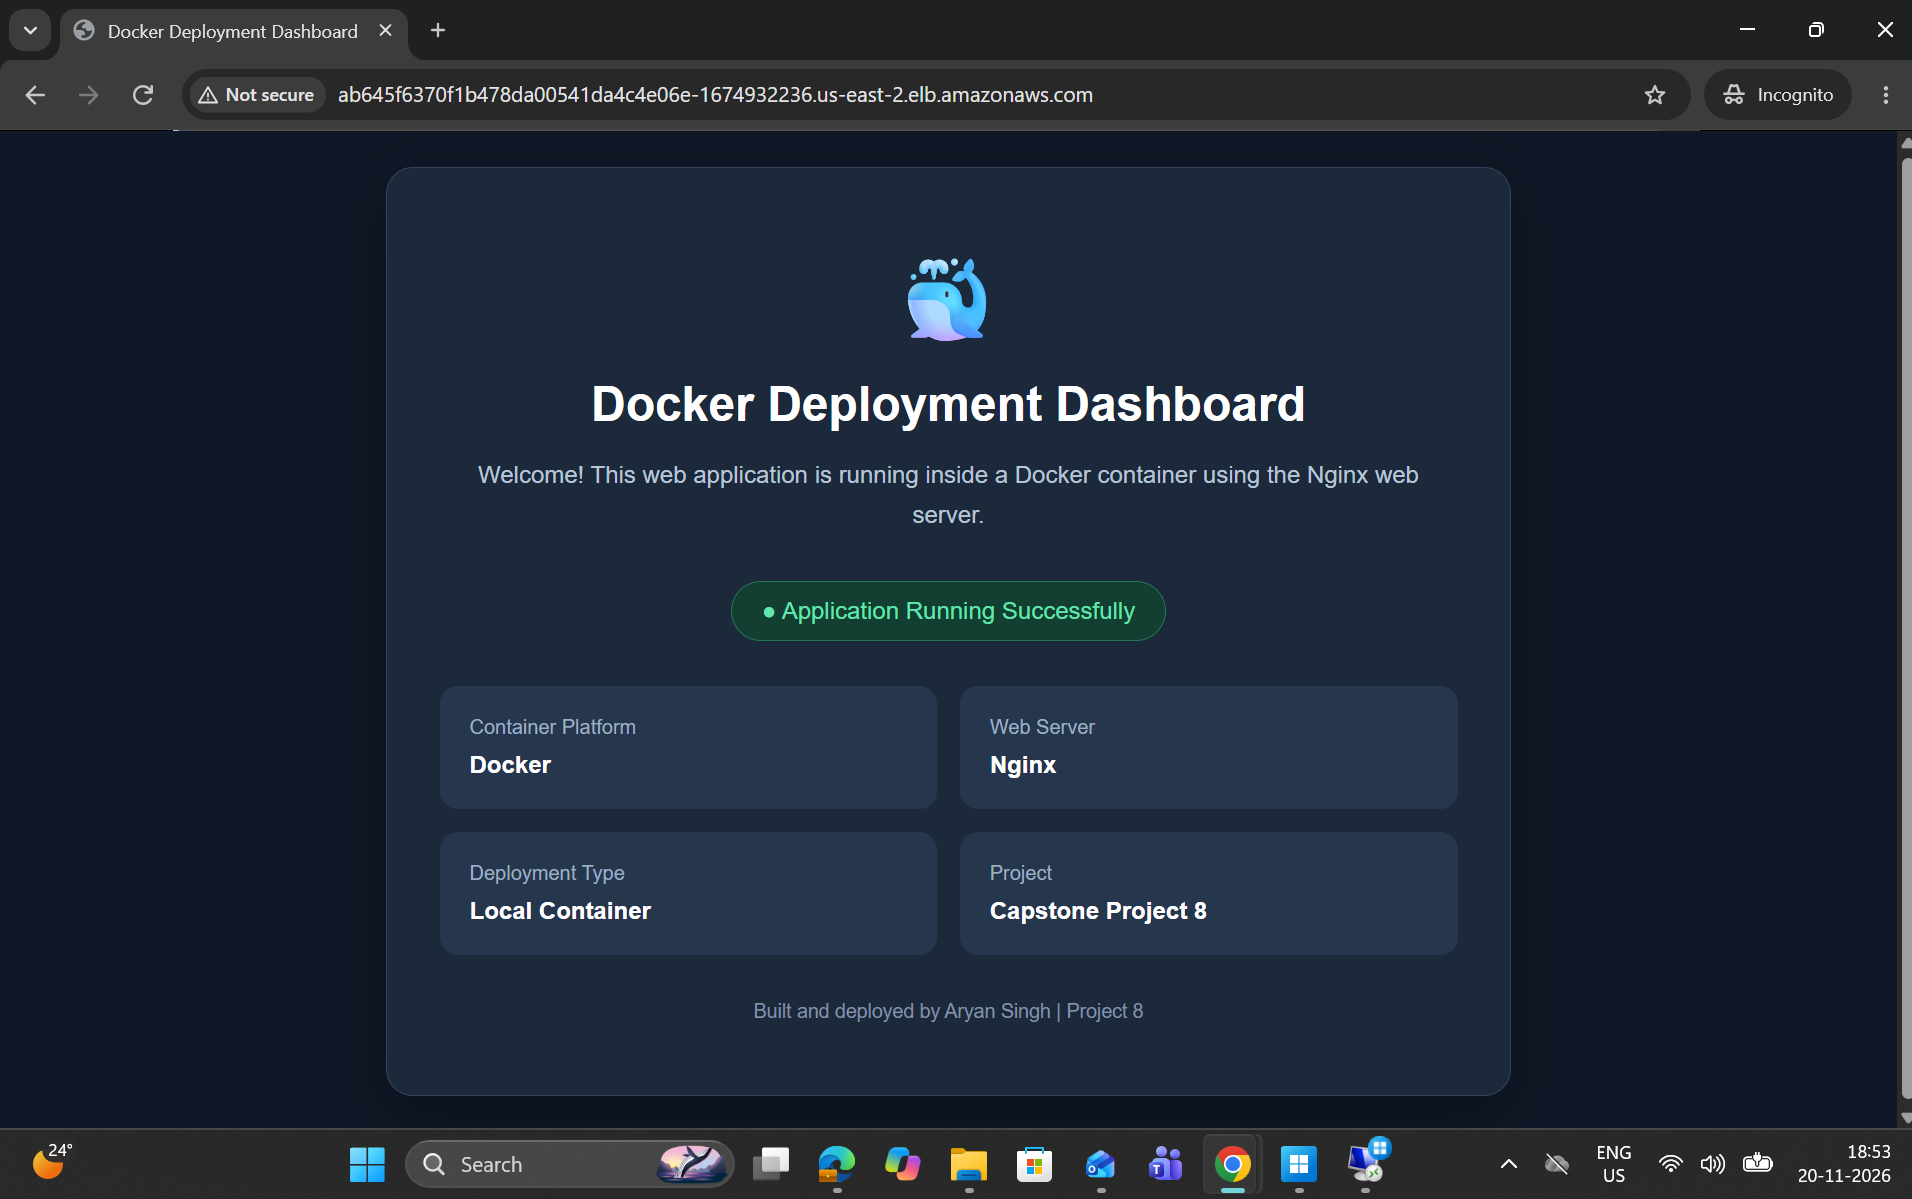 Docker Deployment Dashboard
Not secure
ab645f6370f1b478da00541da4c4e06e-1674932236.us-east-2.elb.amazonaws.com
Incognito
Docker Deployment Dashboard
Welcome! This web application is running inside a Docker container using the Nginx web
server.
● Application Running Successfully
Container Platform
Docker
Web Server
Nginx
Deployment Type
Local Container
Project
Capstone Project 8
Built and deployed by Aryan Singh | Project 8
24°
Search
ENG
US
18:53
20-11-2026